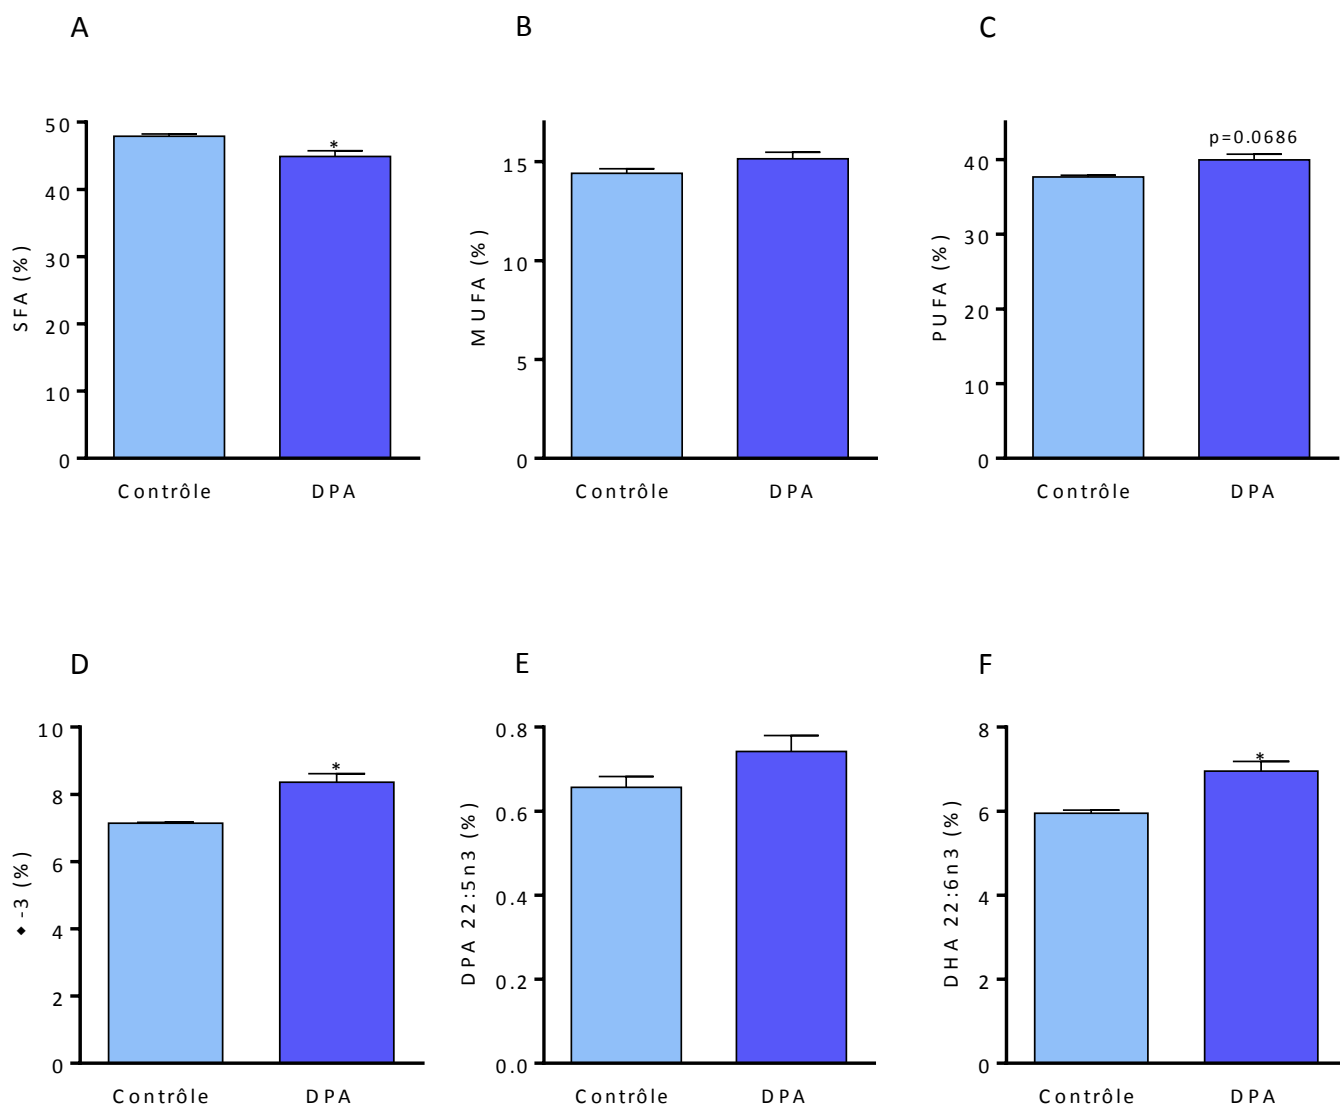 A
B
C
SFA (%)
50
40
30
20
10
0
*
Contrôle DPA
MUFA (%)
15
10
5
0
Contrôle DPA
PUFA (%)
40
30
20
10
0
p=0.0686
Contrôle DPA
D
E
F
◆-3 (%)
10
8
6
4
2
0
*
Contrôle DPA
DPA 22:5n3 (%)
0.8
0.6
0.4
0.2
0.0
Contrôle DPA
DHA 22:6n3 (%)
8
6
4
2
0
*
Contrôle DPA